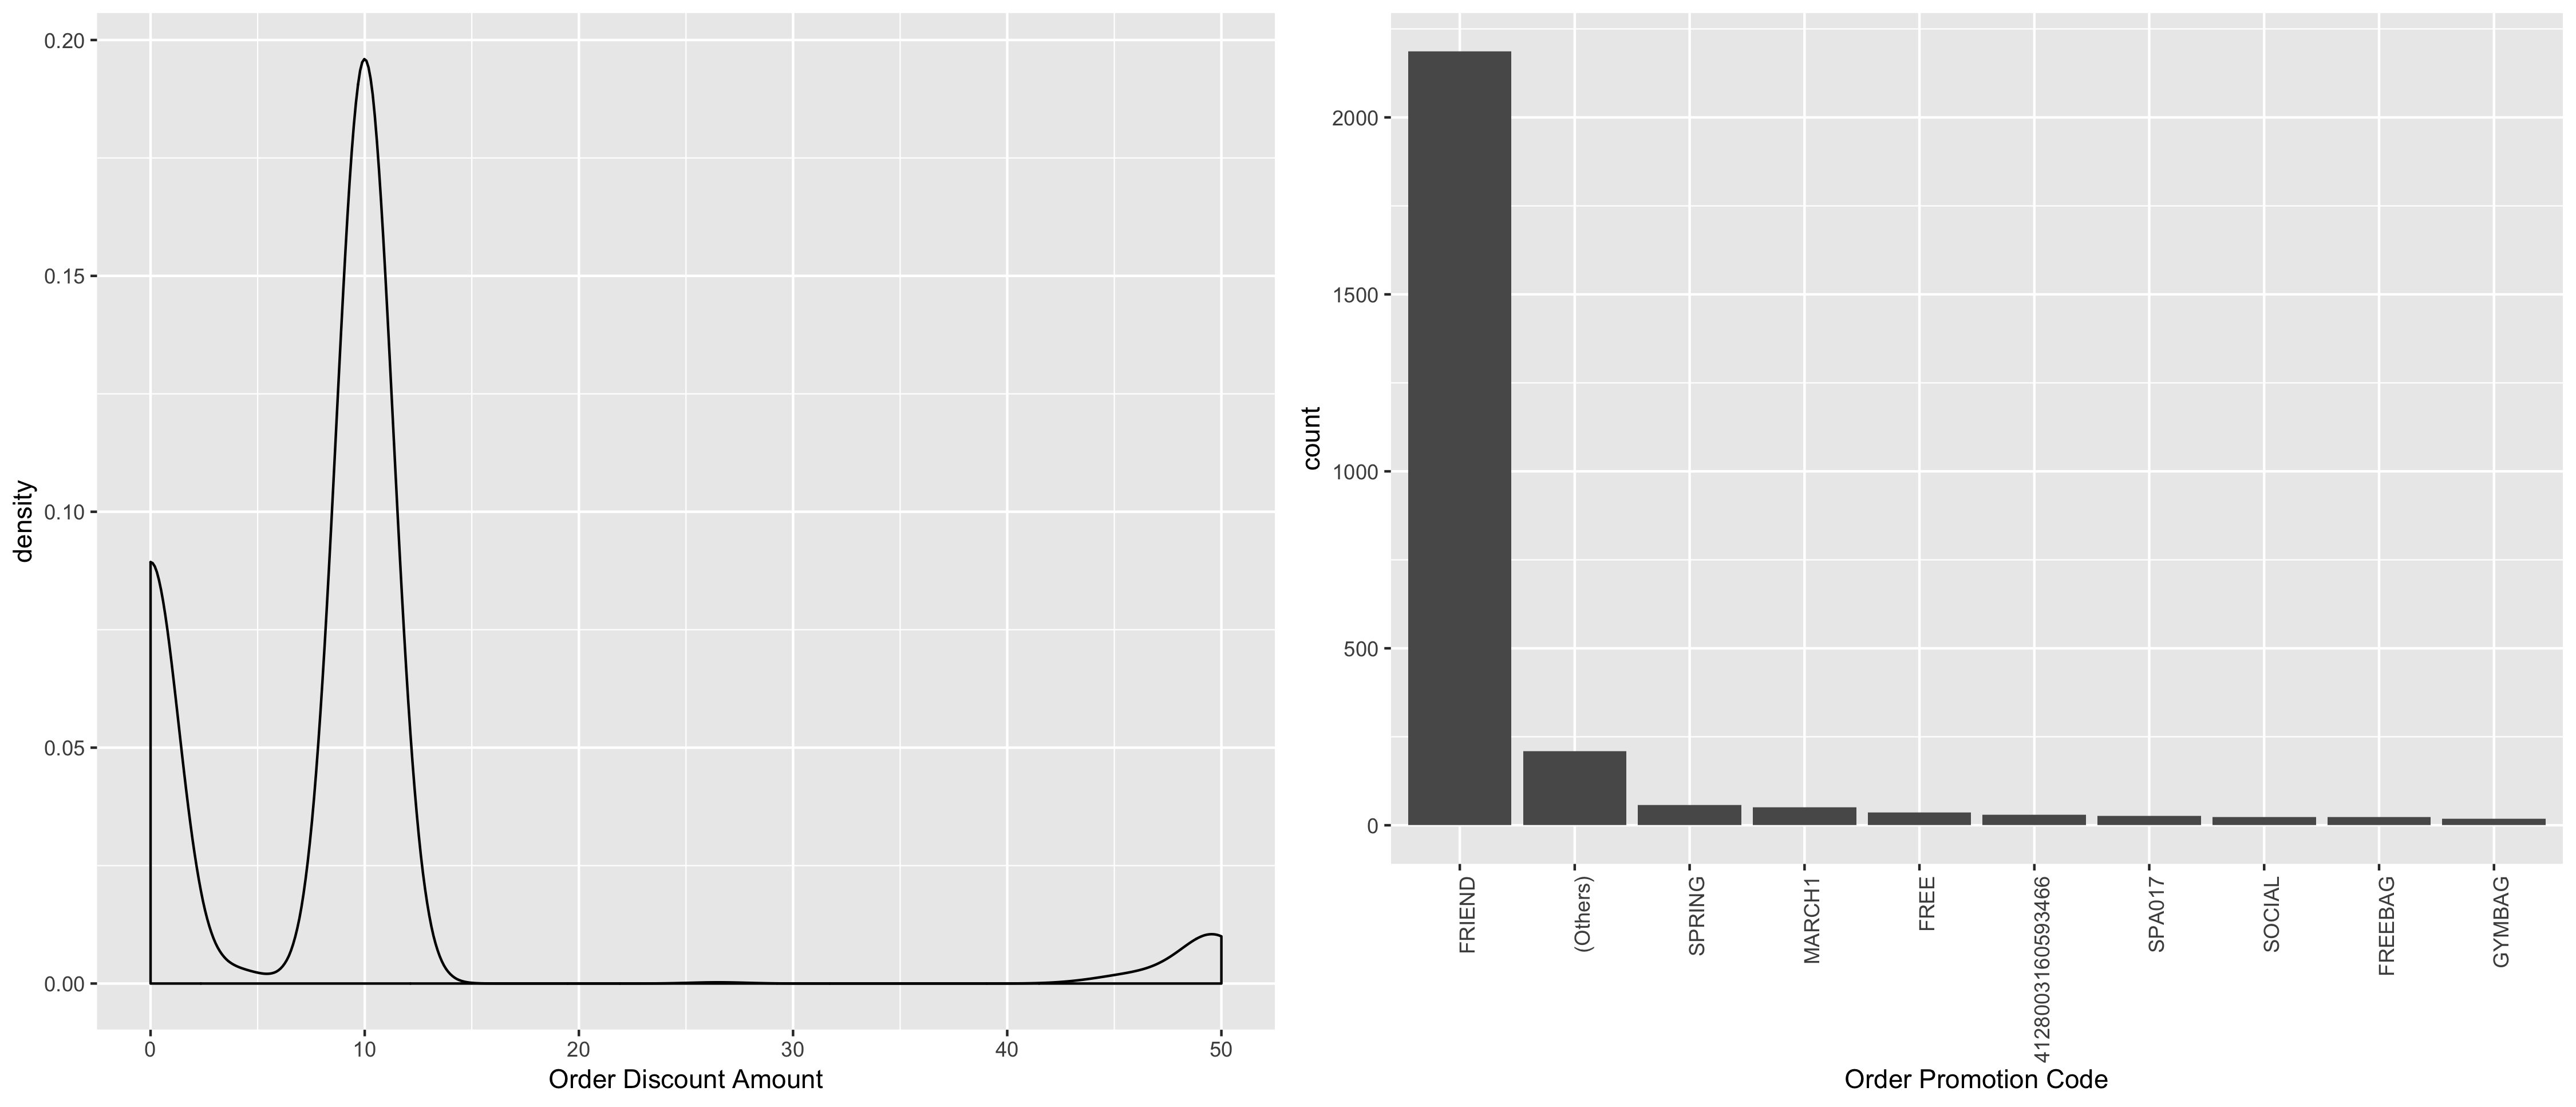 0.20
0.15
0.10
0.05
0.00
density
0 10 20 30 40 50
Order Discount Amount
2000
1500
1000
500
0
count
FRIEND
(Others)
SPRING
MARCH1
FREE
4128003160593466
SPA017
SOCIAL
FREEBAG
GYMBAG
Order Promotion Code